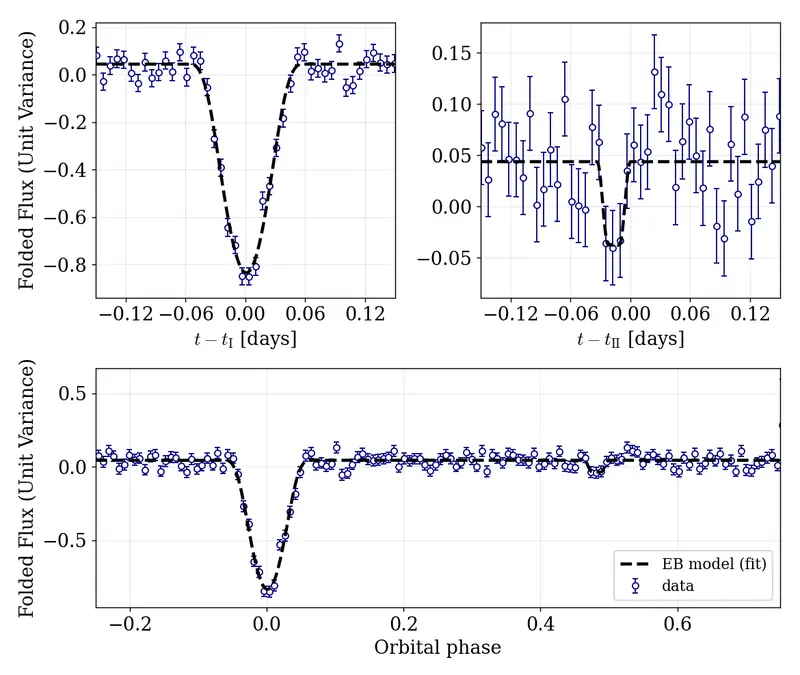 0.2
0.0
−0.2
−0.4
−0.6
−0.8
Folded Flux (Unit Variance)
−0.12 −0.06 0.00 0.06 0.12
t − tI [days]
0.15
0.10
0.05
0.00
−0.05
−0.12 −0.06 0.00 0.06 0.12
t − tII [days]
0.5
0.0
−0.5
Folded Flux (Unit Variance)
EB model (fit)
data
−0.2 0.0 0.2 0.4 0.6
Orbital phase